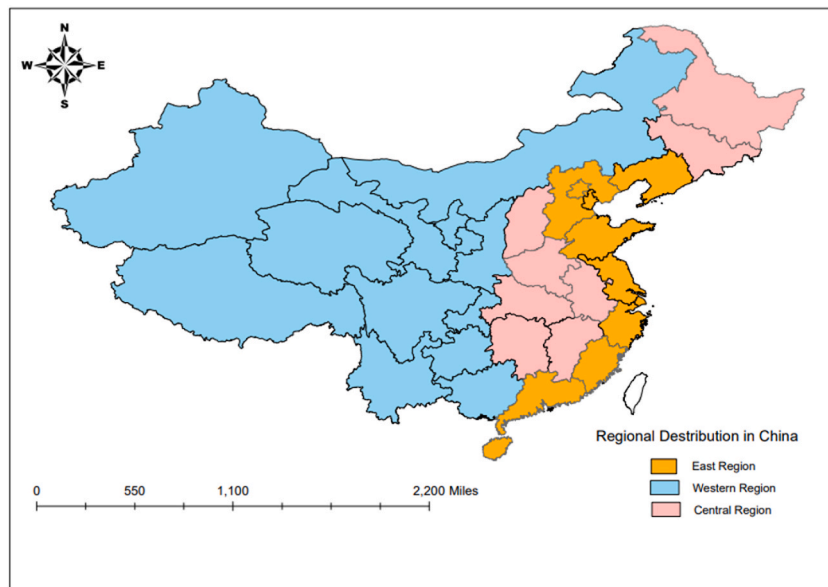 N
W E
S
Regional Destribution in China
East Region
Western Region
Central Region
0 550 1,100 2,200 Miles